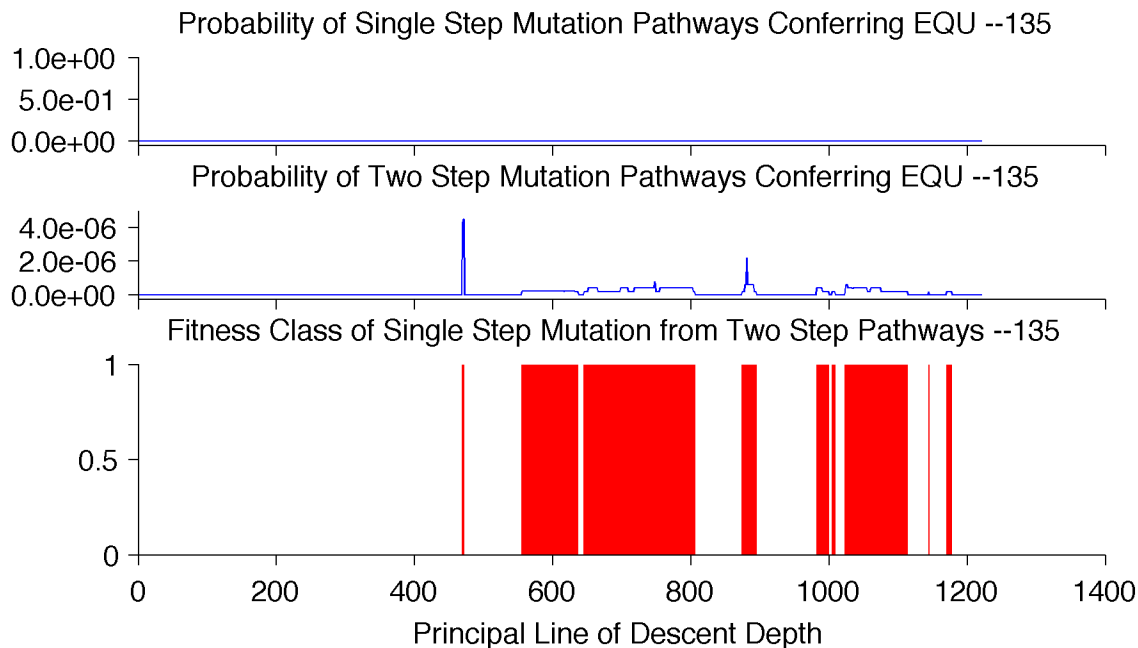 Probability of Single Step Mutation Pathways Conferring EQU --135
1.0e+00
5.0e-01
0.0e+00
Probability of Two Step Mutation Pathways Conferring EQU --135
4.0e-06
2.0e-06
0.0e+00
Fitness Class of Single Step Mutation from Two Step Pathways --135
1
0.5
0
0 200 400 600 800 1000 1200 1400
Principal Line of Descent Depth